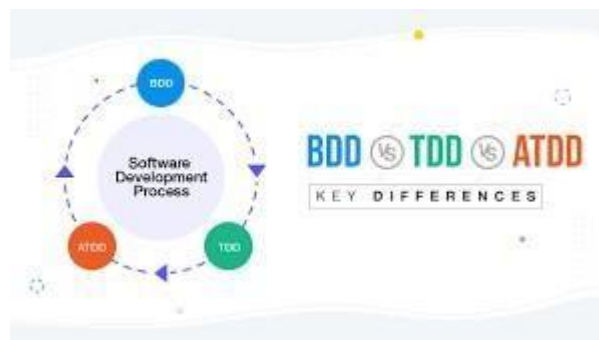 BDD
Software
Development
Process
ATDD
TDD
BDD VS TDD VS ATDD
KEY DIFFERENCES